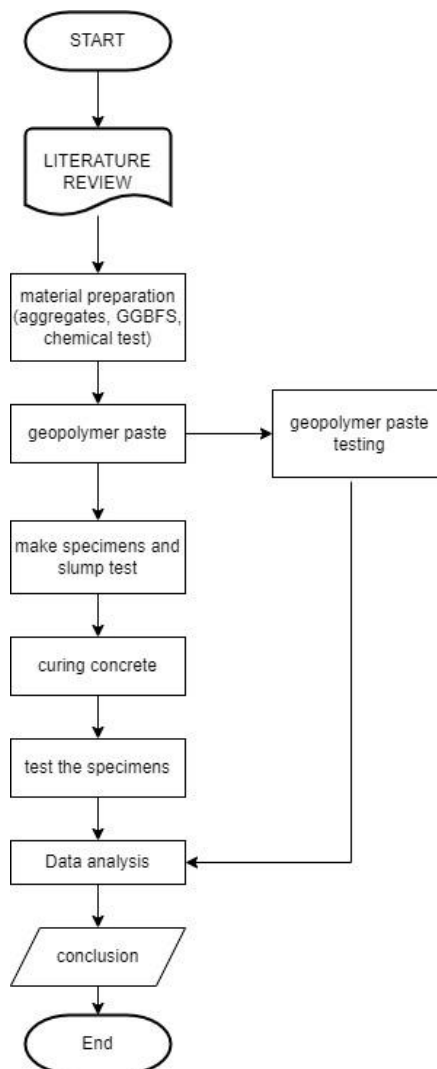 START
LITERATURE
REVIEW
material preparation
(aggregates, GGBFS,
chemical test)
geopolymer paste
geopolymer paste
testing
make specimens and
slump test
curing concrete
test the specimens
Data analysis
conclusion
End